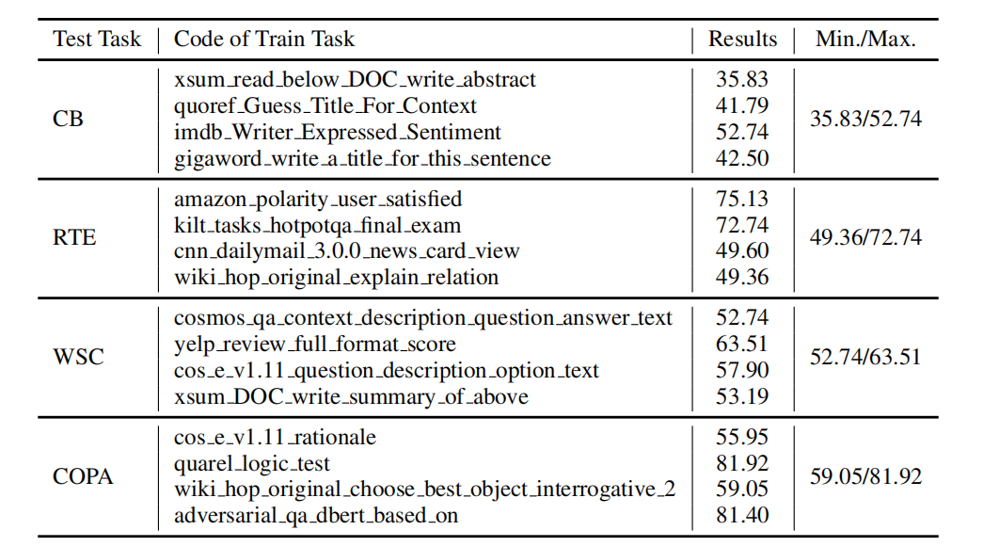 Test Task Code of Train Task Results Min./Max.
xsum_read_below_DOC_write_abstract 35.83
quoref_Guess_Title_For_Context 41.79
CB 35.83/52.74
imdb_Writer_Expressed_Sentiment 52.74
gigaword_write_a_title_for_this_sentence 42.50
amazon_polarity_user_satisfied 75.13
kilt_tasks_hotpotqa_final_exam 72.74
RTE 49.36/72.74
cnn_dailymail_3.0.0_news_card_view 49.60
wiki_hop_original_explain_relation 49.36
cosmos_qa_context_description_question_answer_text 52.74
yelp_review_full_format_score 63.51
WSC 52.74/63.51
cos_e_v1.11_question_description_option_text 57.90
xsum_DOC_write_summary_of_above 53.19
cos_e_v1.11_rationale 55.95
quarel_logic_test 81.92
COPA 59.05/81.92
wiki_hop_original_choose_best_object_interrogative_2 59.05
adversarial_qa_dbert_based_on 81.40